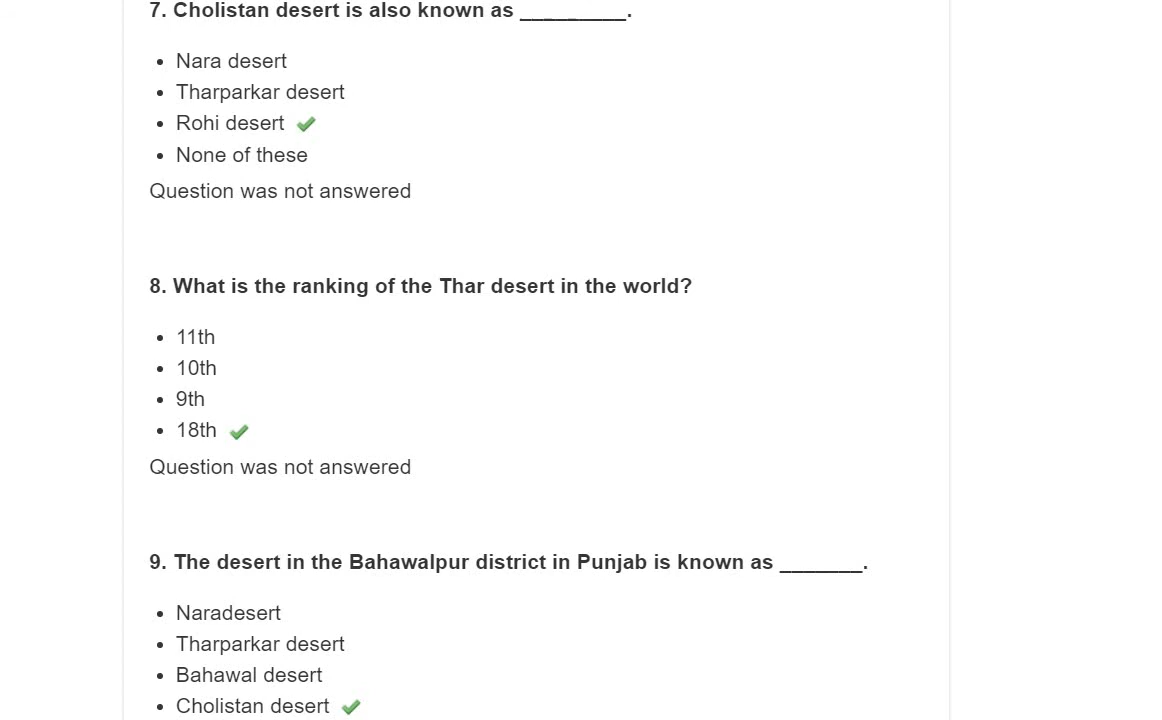 7. Cholistan desert is also known as _________.
• Nara desert
• Tharparkar desert
• Rohi desert
• None of these
Question was not answered
8. What is the ranking of the Thar desert in the world?
• 11th
• 10th
• 9th
• 18th
Question was not answered
9. The desert in the Bahawalpur district in Punjab is known as _______.
• Naradesert
• Tharparkar desert
• Bahawal desert
• Cholistan desert